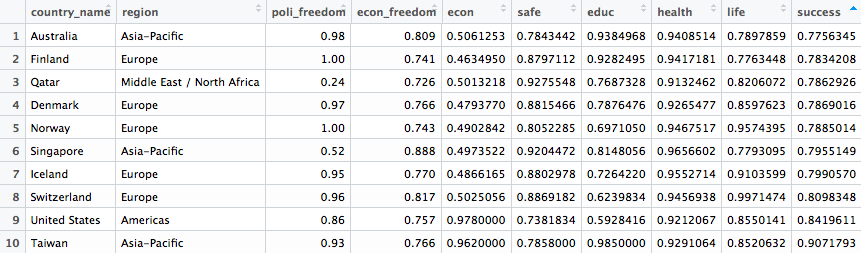 country_name region poli_freedom econ_freedom econ safe educ health life success
1 Australia Asia-Pacific 0.98 0.809 0.5061253 0.7843442 0.9384968 0.9408514 0.7897859 0.7756345
2 Finland Europe 1.00 0.741 0.4634950 0.8797112 0.9282495 0.9417181 0.7763448 0.7834208
3 Qatar Middle East / North Africa 0.24 0.726 0.5013218 0.9275548 0.7687328 0.9132462 0.8206072 0.7862926
4 Denmark Europe 0.97 0.766 0.4793770 0.8815466 0.7876476 0.9265477 0.8597623 0.7869016
5 Norway Europe 1.00 0.743 0.4902842 0.8052285 0.6971050 0.9467517 0.9574395 0.7885014
6 Singapore Asia-Pacific 0.52 0.888 0.4973522 0.9204472 0.8148056 0.9656602 0.7793095 0.7955149
7 Iceland Europe 0.95 0.770 0.4866165 0.8802978 0.7264220 0.9552714 0.9103599 0.7990570
8 Switzerland Europe 0.96 0.817 0.5025056 0.8869182 0.6239834 0.9456938 0.9971474 0.8098348
9 United States Americas 0.86 0.757 0.9780000 0.7381834 0.5928416 0.9212067 0.8550141 0.8419611
10 Taiwan Asia-Pacific 0.93 0.766 0.9620000 0.7858000 0.9850000 0.9291064 0.8520632 0.9071793